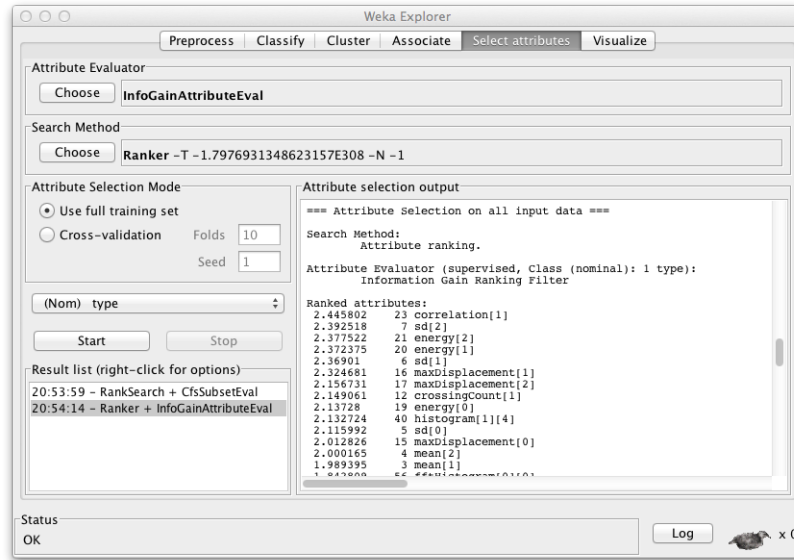 Weka Explorer
Preprocess Classify Cluster Associate Select attributes Visualize
Attribute Evaluator
Choose InfoGainAttributeEval
Search Method
Choose Ranker -T -1.7976931348623157E308 -N -1
Attribute Selection Mode
Use full training set
Cross-validation Folds 10
Seed 1
(Nom) type
Start Stop
Result list (right-click for options)
20:53:59 - RankSearch + CfsSubsetEval
20:54:14 - Ranker + InfoGainAttributeEval
Attribute selection output
=== Attribute Selection on all input data ===
Search Method:
Attribute ranking.
Attribute Evaluator (supervised, Class (nominal): 1 type):
Information Gain Ranking Filter
Ranked attributes:
2.445802 23 correlation[1]
2.392518 7 sd[2]
2.377522 21 energy[2]
2.372375 20 energy[1]
2.36901 6 sd[1]
2.324681 16 maxDisplacement[1]
2.156731 17 maxDisplacement[2]
2.149061 12 crossingCount[1]
2.13728 19 energy[0]
2.132724 40 histogram[1][4]
2.115992 5 sd[0]
2.012826 15 maxDisplacement[0]
2.000165 4 mean[2]
1.989395 3 mean[1]
1.842809 56 fftHistogram[0][0]
Status
OK
Log x 0